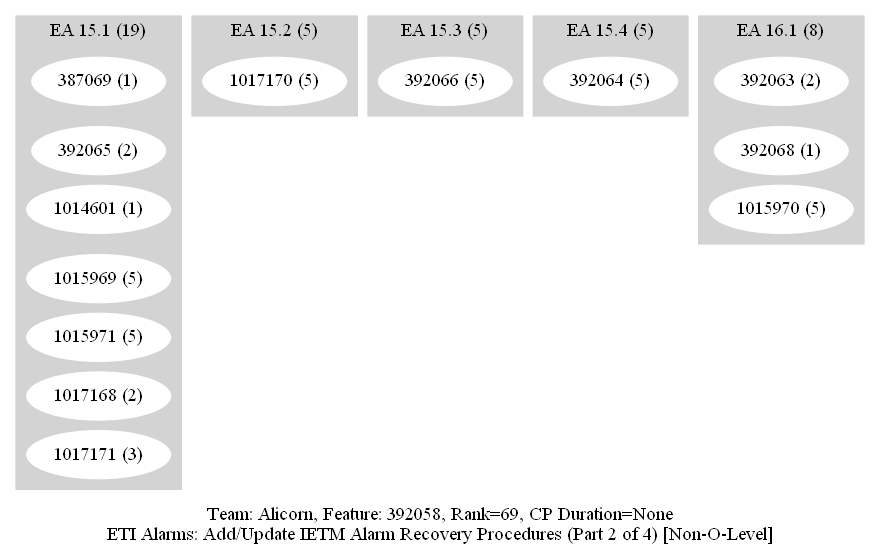 EA 15.1 (19)
387069 (1)
392065 (2)
1014601 (1)
1015969 (5)
1015971 (5)
1017168 (2)
1017171 (3)
EA 15.2 (5)
1017170 (5)
EA 15.3 (5)
392066 (5)
EA 15.4 (5)
392064 (5)
EA 16.1 (8)
392063 (2)
392068 (1)
1015970 (5)
Team: Alicorn, Feature: 392058, Rank=69, CP Duration=None
ETI Alarms: Add/Update IETM Alarm Recovery Procedures (Part 2 of 4) [Non-O-Level]